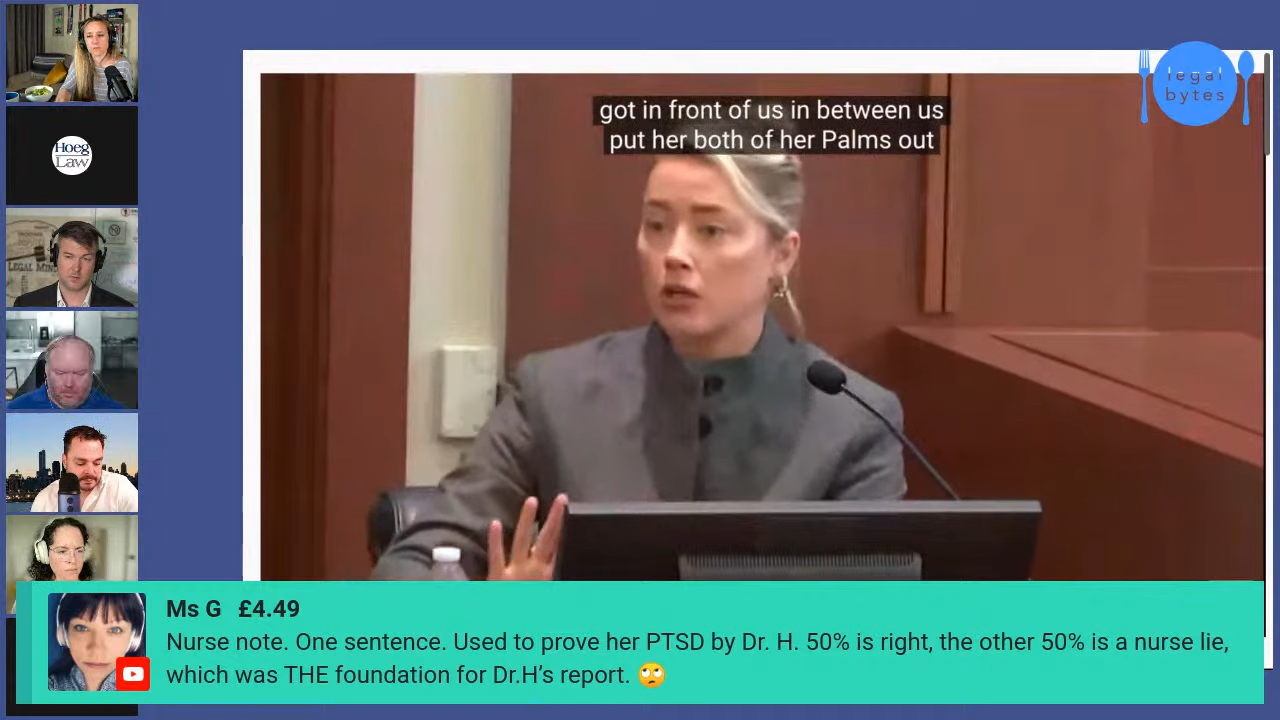 Hoeg
Law
LEGAL MIN
legal
bytes
got in front of us in between us
put her both of her Palms out
Ms G £4.49
Nurse note. One sentence. Used to prove her PTSD by Dr. H. 50% is right, the other 50% is a nurse lie,
which was THE foundation for Dr.H’s report. 🙄